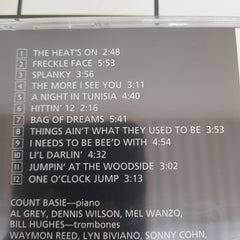 1 THE HEAT'S ON 2:48
2 FRECKLE FACE 5:53
3 SPLANKY 3:56
4 THE MORE I SEE YOU 3:11
5 A NIGHT IN TUNISIA 4:40
6 HITTIN' 12 2:16
7 BAG OF DREAMS 5:41
8 THINGS AIN'T WHAT THEY USED TO BE 3:53
9 I NEEDS TO BE BEE'D WITH 4:54
10 LI'L DARLIN' 4:34
11 JUMPIN' AT THE WOODSIDE 3:02
12 ONE O'CLOCK JUMP 3:12
COUNT BASIE—piano
AL GREY, DENNIS WILSON, MEL WANZO,
BILL HUGHES—trombones
WAYMON REED, LYN BIVIANO, SONNY COHN,